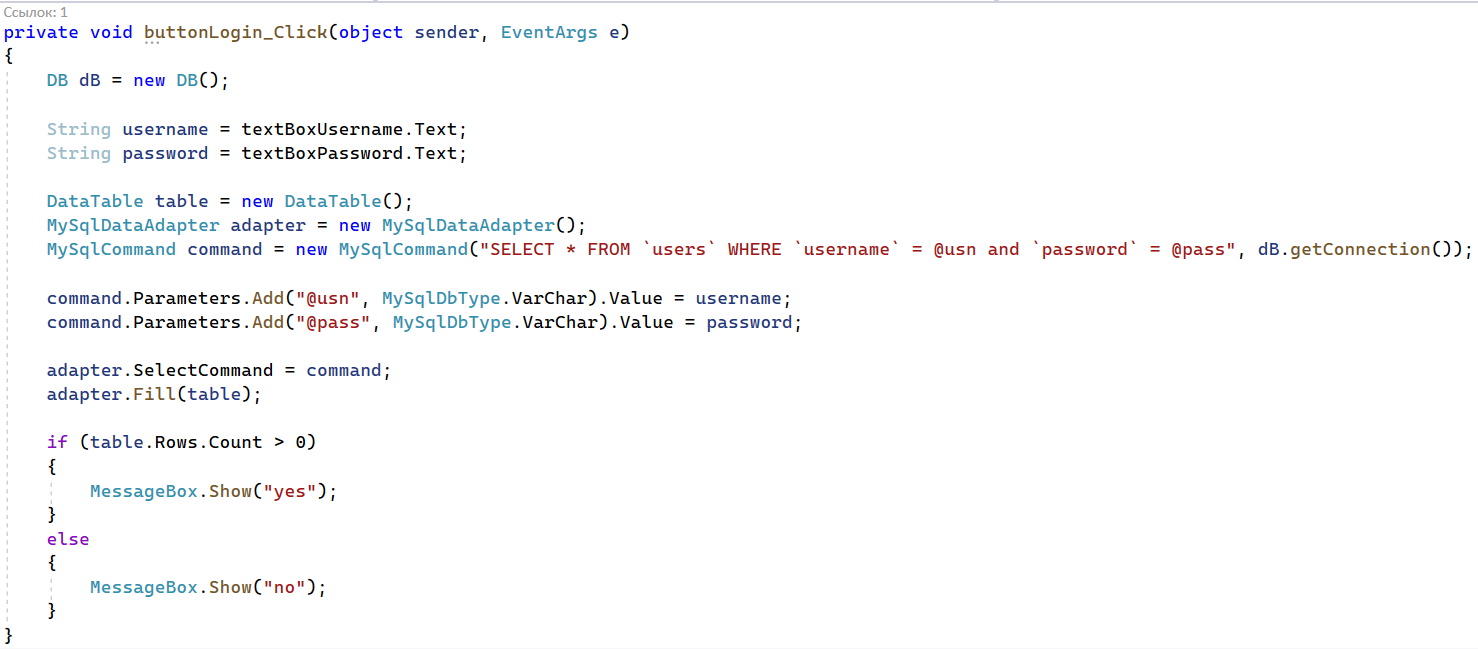 Ссылок: 1
private void buttonLogin_Click(object sender, EventArgs e)
{
    DB dB = new DB();

    String username = textBoxUsername.Text;
    String password = textBoxPassword.Text;

    DataTable table = new DataTable();
    MySqlDataAdapter adapter = new MySqlDataAdapter();
    MySqlCommand command = new MySqlCommand("SELECT * FROM `users` WHERE `username` = @usn and `password` = @pass", dB.getConnection());

    command.Parameters.Add("@usn", MySqlDbType.VarChar).Value = username;
    command.Parameters.Add("@pass", MySqlDbType.VarChar).Value = password;

    adapter.SelectCommand = command;
    adapter.Fill(table);

    if (table.Rows.Count > 0)
    {
        MessageBox.Show("yes");
    }
    else
    {
        MessageBox.Show("no");
    }
}